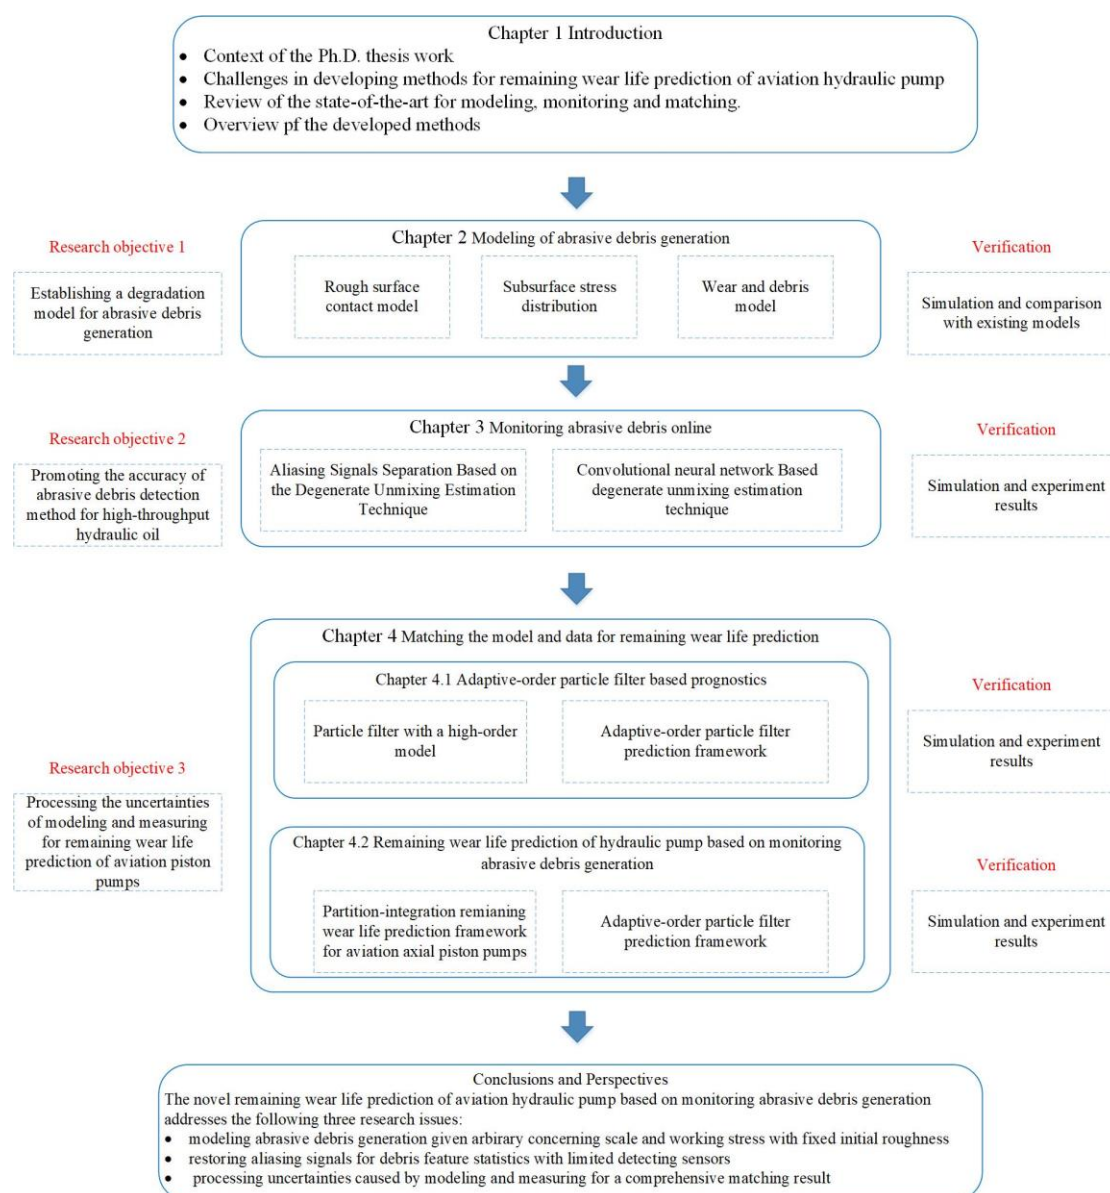 Chapter 1 Introduction
• Context of the Ph.D. thesis work
• Challenges in developing methods for remaining wear life prediction of aviation hydraulic pump
• Review of the state-of-the-art for modeling, monitoring and matching.
• Overview pf the developed methods
Research objective 1
Establishing a degradation
model for abrasive debris
generation
Chapter 2 Modeling of abrasive debris generation
Rough surface
contact model
Subsurface stress
distribution
Wear and debris
model
Verification
Simulation and comparison
with existing models
Research objective 2
Promoting the accuracy of
abrasive debris detection
method for high-throughput
hydraulic oil
Chapter 3 Monitoring abrasive debris online
Aliasing Signals Separation Based on
the Degenerate Unmixing Estimation
Technique
Convolutional neural network Based
degenerate unmixing estimation
technique
Verification
Simulation and experiment
results
Research objective 3
Processing the uncertainties
of modeling and measuring
for remaining wear life
prediction of aviation piston
pumps
Chapter 4 Matching the model and data for remaining wear life prediction
Chapter 4.1 Adaptive-order particle filter based prognostics
Particle filter with a high-order
model
Adaptive-order particle filter
prediction framework
Verification
Simulation and experiment
results
Chapter 4.2 Remaining wear life prediction of hydraulic pump based on monitoring
abrasive debris generation
Partition-integration remianing
wear life prediction framework
for aviation axial piston pumps
Adaptive-order particle filter
prediction framework
Verification
Simulation and experiment
results
Conclusions and Perspectives
The novel remaining wear life prediction of aviation hydraulic pump based on monitoring abrasive debris generation
addresses the following three research issues:
• modeling abrasive debris generation given arbirary concerning scale and working stress with fixed initial roughness
• restoring aliasing signals for debris feature statistics with limited detecting sensors
• processing uncertainties caused by modeling and measuring for a comprehensive matching result